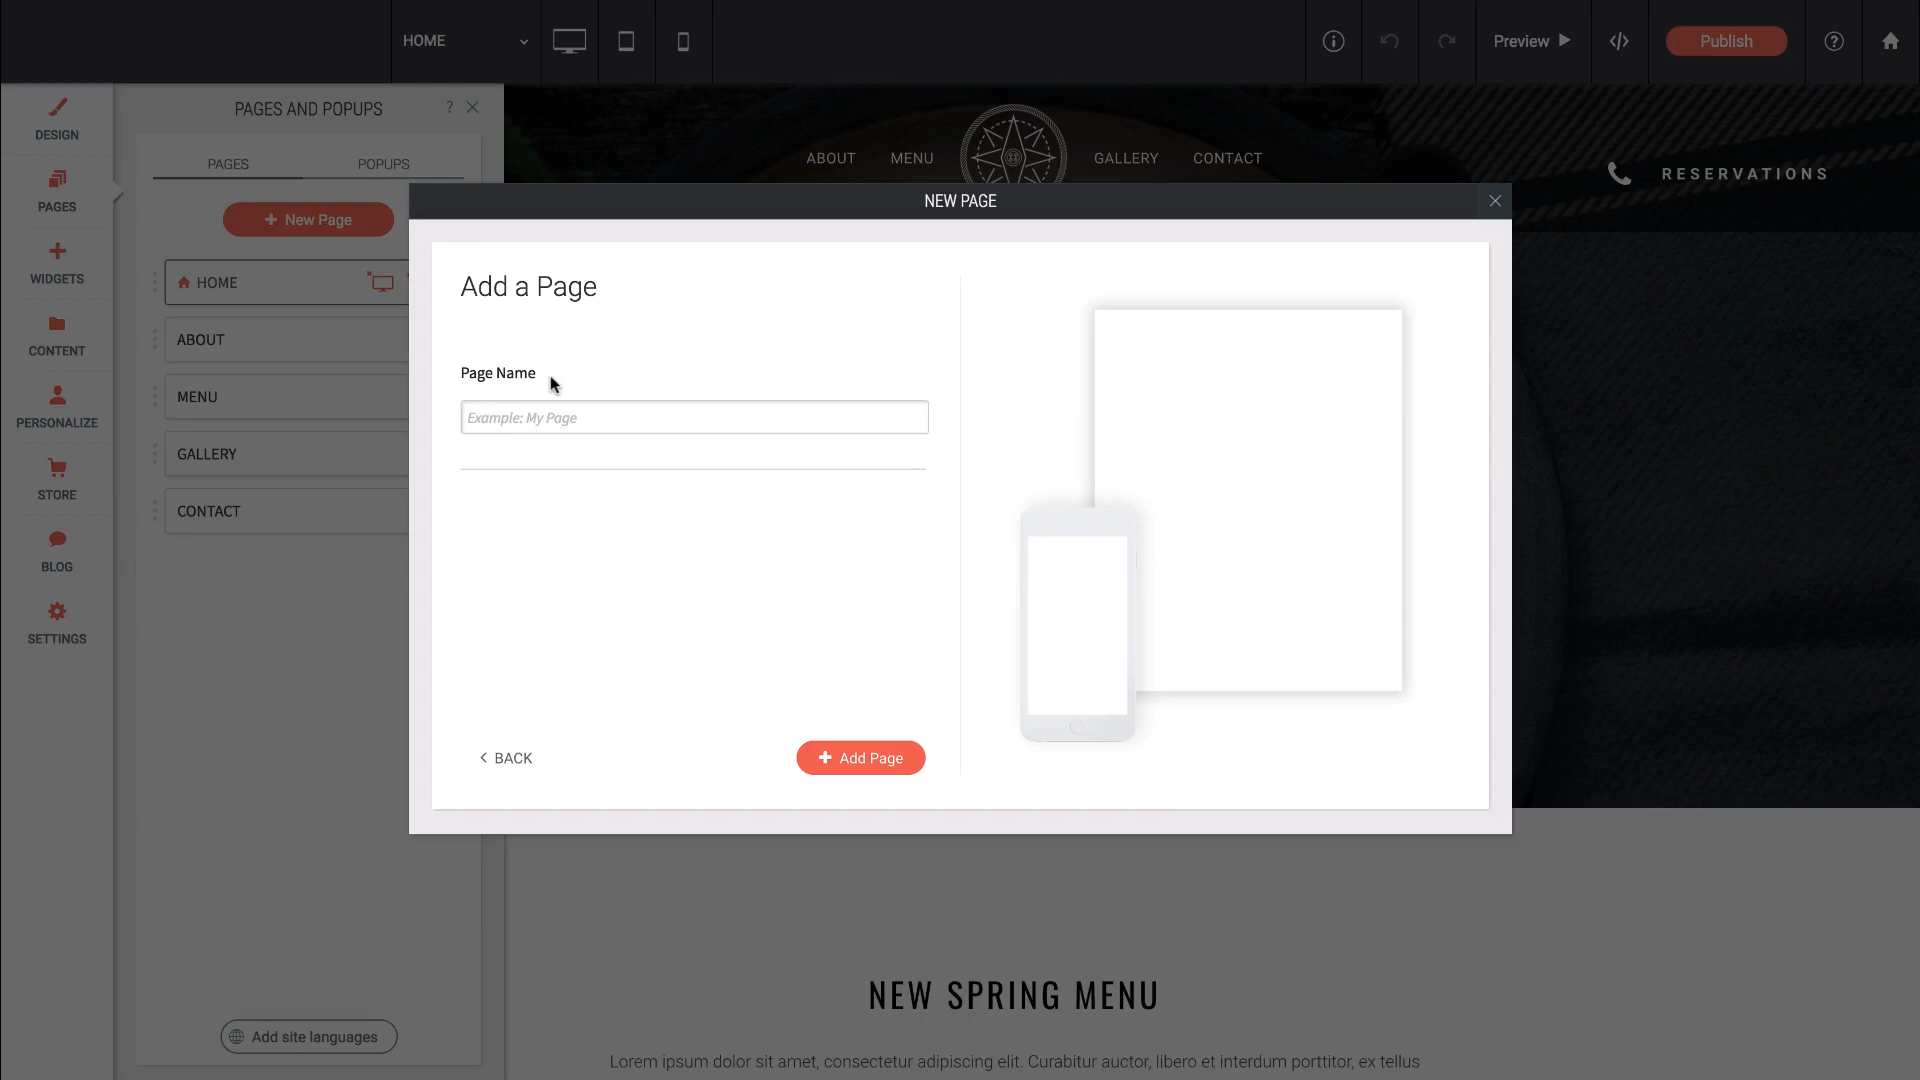 HOME
Preview
Publish
DESIGN
PAGES
WIDGETS
CONTENT
PERSONALIZE
STORE
BLOG
SETTINGS
PAGES AND POPUPS ?
PAGES POPUPS
+ New Page
HOME
ABOUT
MENU
GALLERY
CONTACT
Add site languages
ABOUT MENU GALLERY CONTACT
RESERVATIONS
NEW PAGE
Add a Page
Page Name
Example: My Page
< BACK
+ Add Page
NEW SPRING MENU
Lorem ipsum dolor sit amet, consectetur adipiscing elit. Curabitur auctor, libero et interdum porttitor, ex tellus